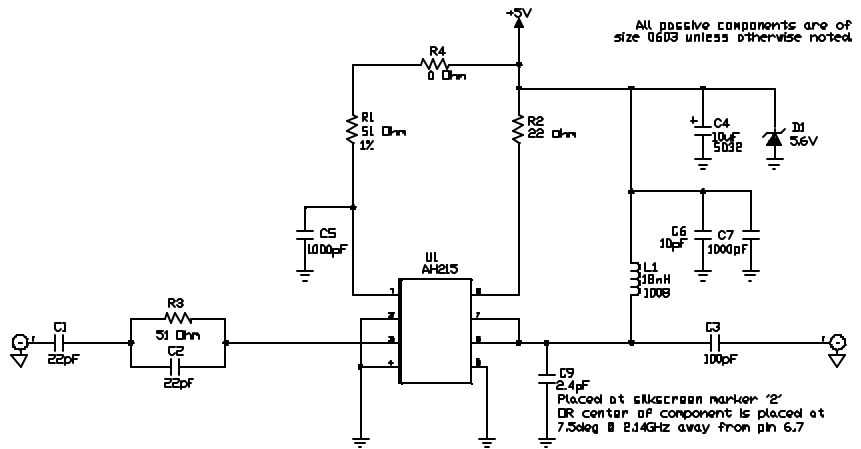 +5V
All passive components are of
size 0603 unless otherwise noted.
R4
0 Ohm
R1
51 Ohm
1%
R2
22 Ohm
+
C4
10uF
5032
D1
5.6V
C5
1000pF
C6
10pF
C7
1000pF
U1
AH215
L1
18nH
1008
1
2
3
4
8
7
6
5
R3
51 Ohm
C1
22pF
C2
22pF
C3
100pF
C9
2.4pF
Placed at silkscreen marker '2'
OR center of component is placed at
7.5deg @ 2.14GHz away from pin 6,7